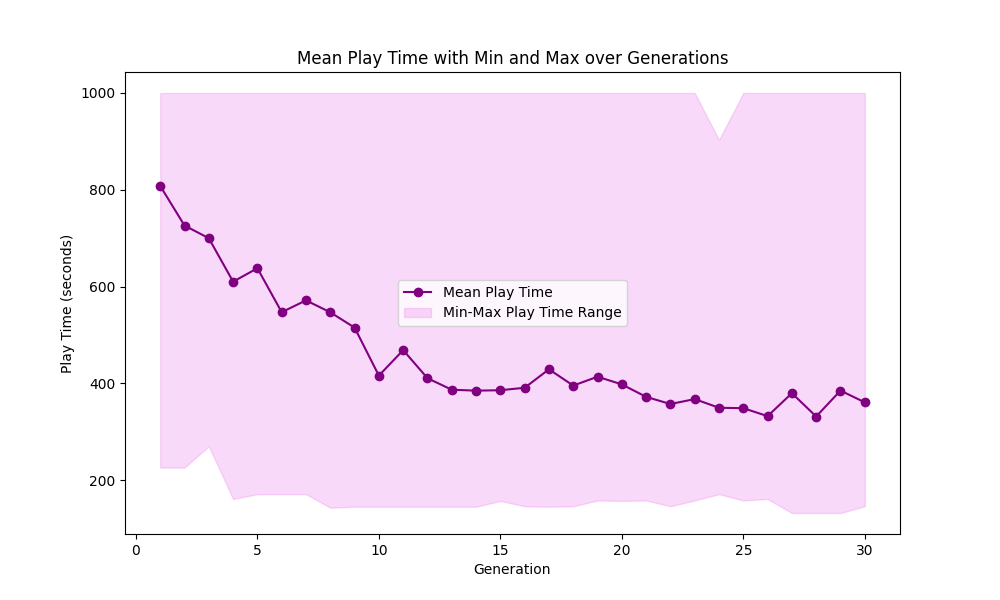 Mean Play Time with Min and Max over Generations
1000
800
600
400
200
Play Time (seconds)
Mean Play Time
Min-Max Play Time Range
0
5
10
15
20
25
30
Generation